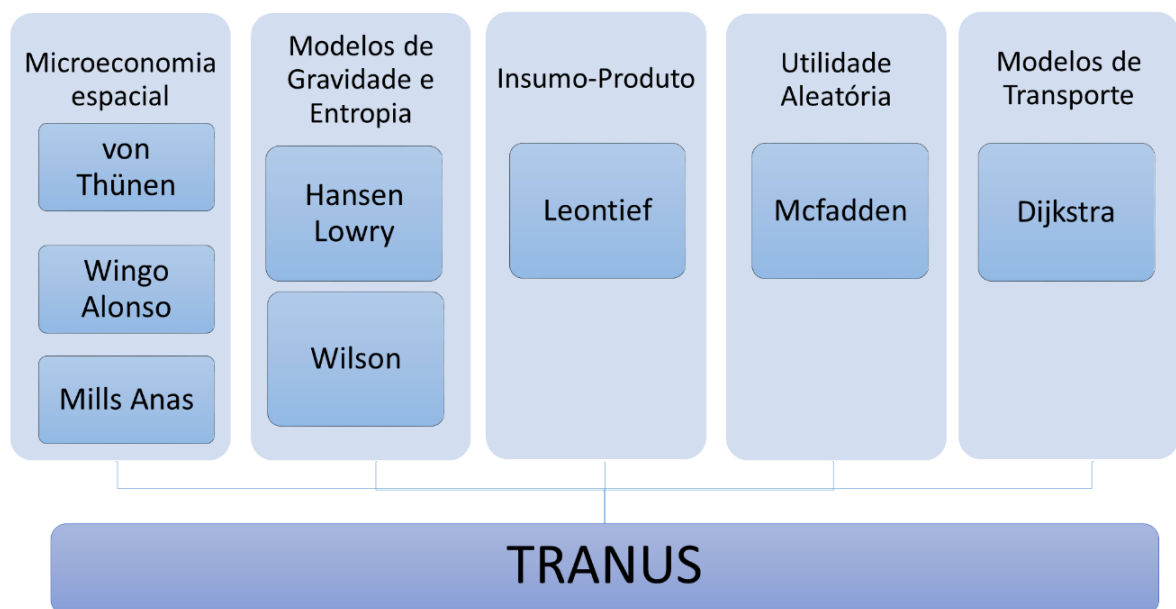 Microeconomia
espacial
von
Thünen
Wingo
Alonso
Mills Anas
Modelos de
Gravidade e
Entropia
Hansen
Lowry
Wilson
Insumo-Produto
Leontief
Utilidade
Aleatória
Mcfadden
Modelos de
Transporte
Dijkstra
TRANUS